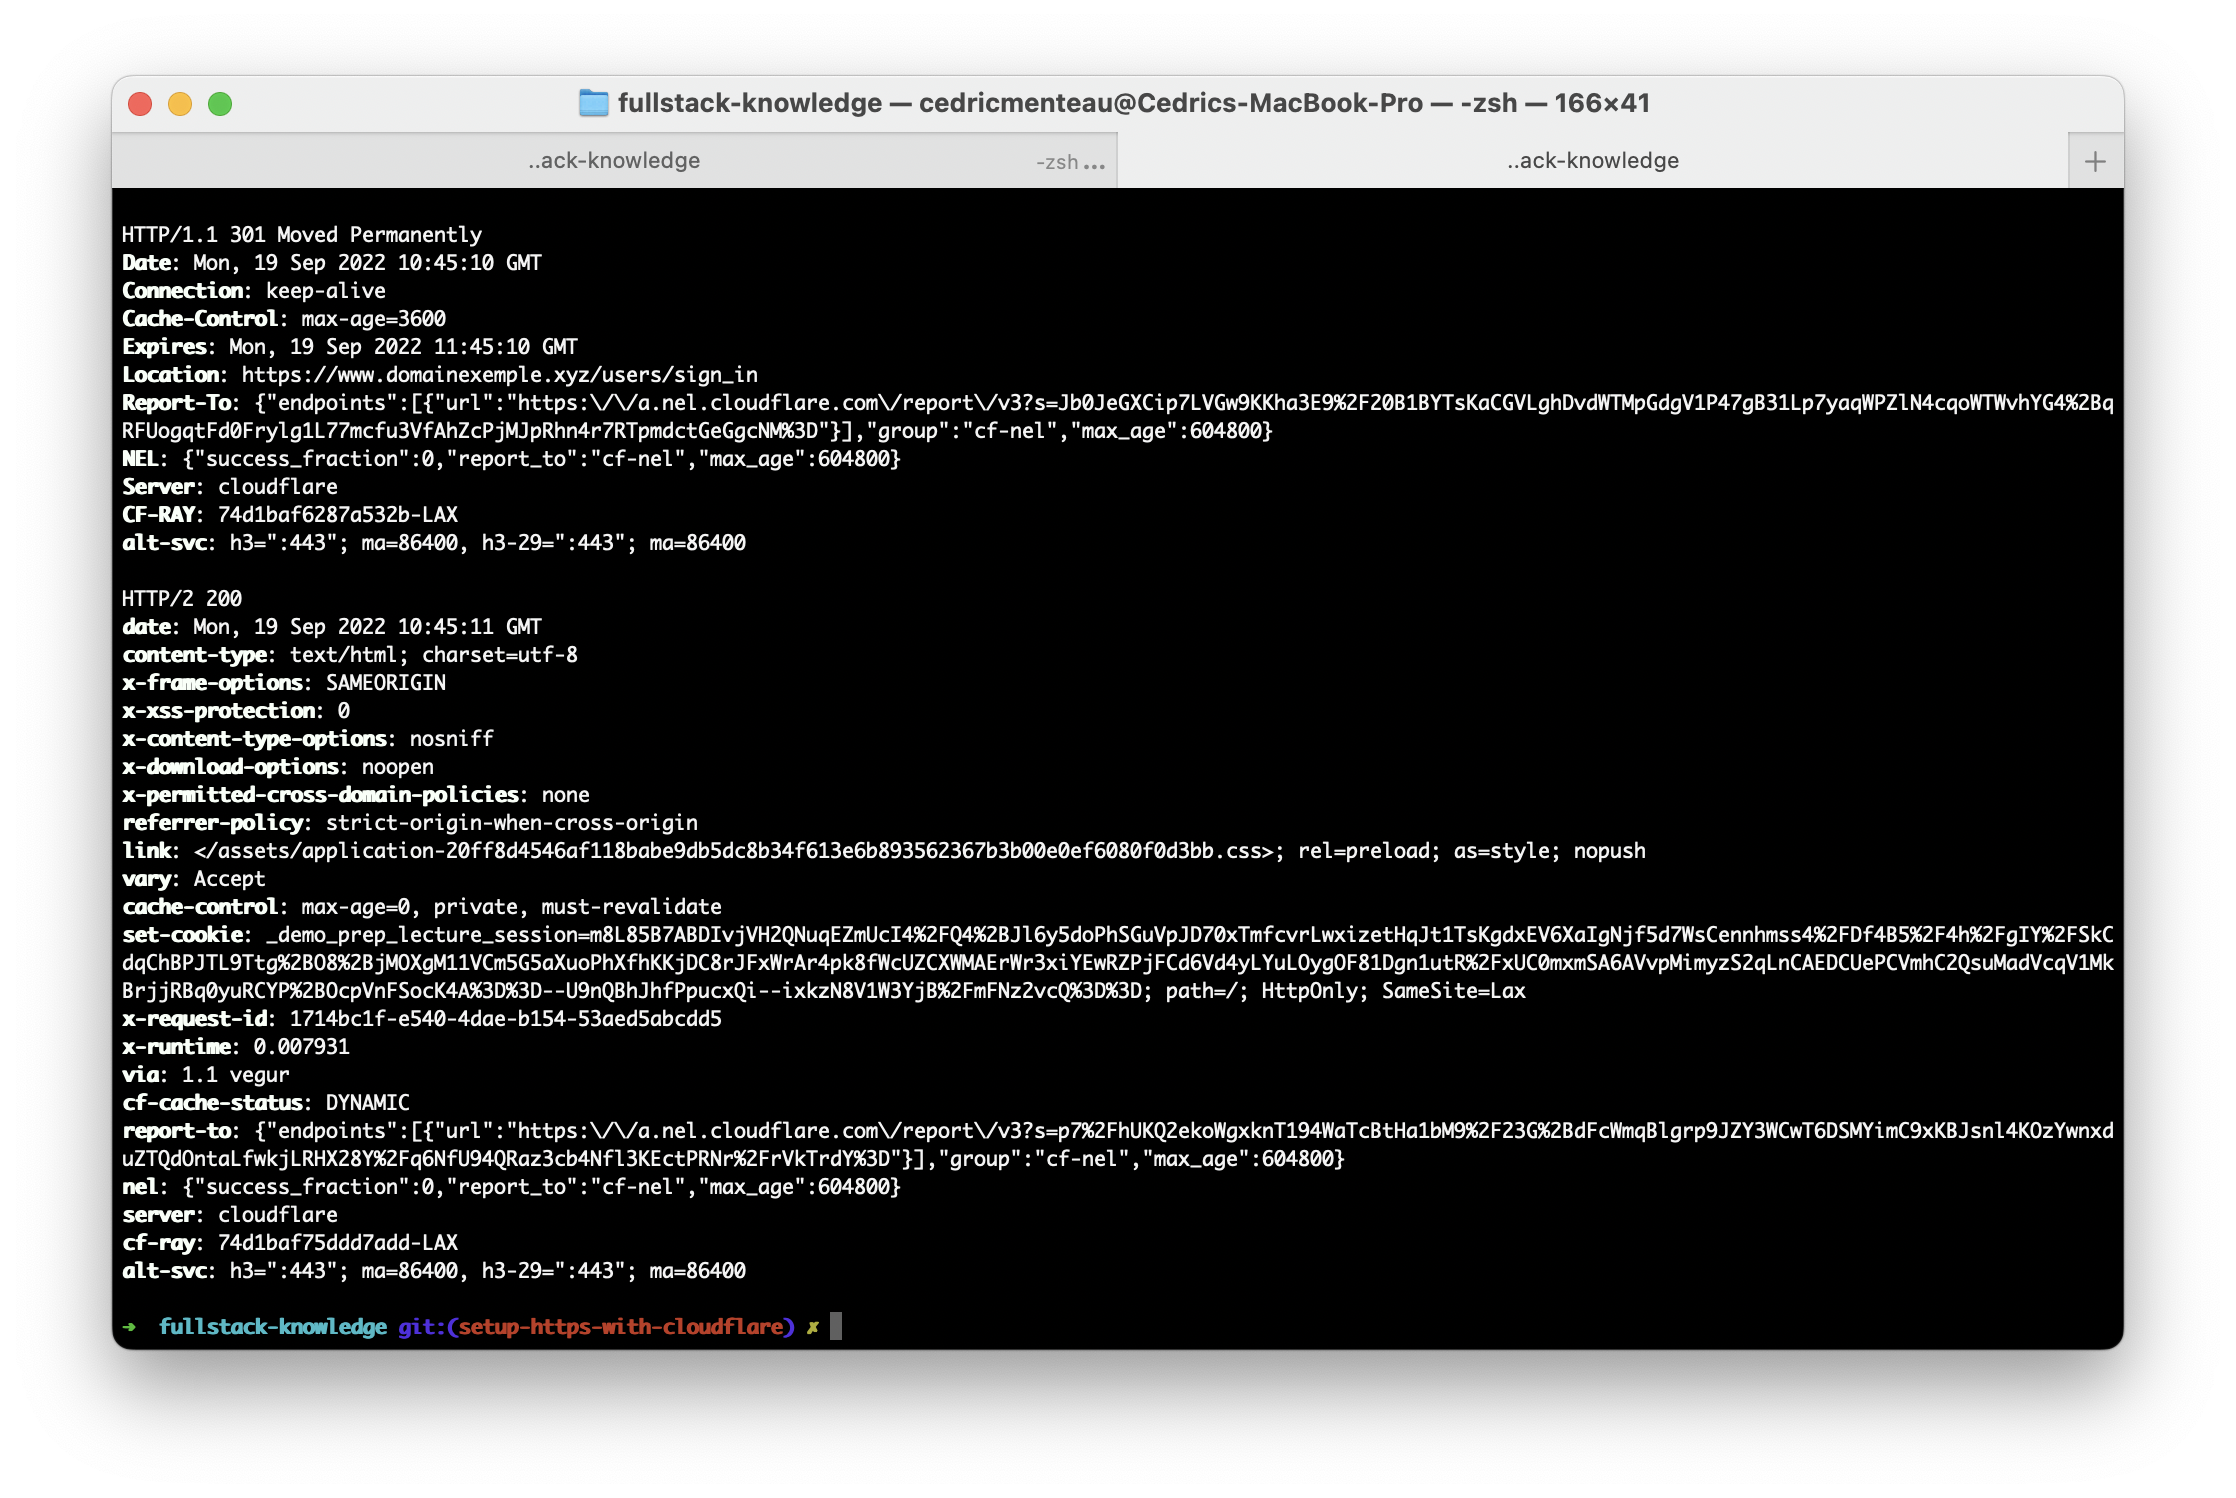 fullstack-knowledge — cedricmenteau@Cedrics-MacBook-Pro — -zsh — 166×41
..ack-knowledge -zsh ... ..ack-knowledge +
HTTP/1.1 301 Moved Permanently
Date: Mon, 19 Sep 2022 10:45:10 GMT
Connection: keep-alive
Cache-Control: max-age=3600
Expires: Mon, 19 Sep 2022 11:45:10 GMT
Location: https://www.domainexemple.xyz/users/sign_in
Report-To: {"endpoints":[{"url":"https:\/\/a.nel.cloudflare.com\/report\/v3?s=Jb0JeGXCip7LVGw9KKha3E9%2F20B1BYTsKaCGVLghDvdWTMpGdgV1P47gB31Lp7yaqWPZlN4cqoWTWvhYG4%2Bq
RFUogqtFd0Frylg1L77mcfu3VfAhZcPjMJpRhn4r7RTpmdctGeGgcNM%3D"}],"group":"cf-nel","max_age":604800}
NEL: {"success_fraction":0,"report_to":"cf-nel","max_age":604800}
Server: cloudflare
CF-RAY: 74d1baf6287a532b-LAX
alt-svc: h3=":443"; ma=86400, h3-29=":443"; ma=86400
HTTP/2 200
date: Mon, 19 Sep 2022 10:45:11 GMT
content-type: text/html; charset=utf-8
x-frame-options: SAMEORIGIN
x-xss-protection: 0
x-content-type-options: nosniff
x-download-options: noopen
x-permitted-cross-domain-policies: none
referrer-policy: strict-origin-when-cross-origin
link: </assets/application-20ff8d4546af118babe9db5dc8b34f613e6b893562367b3b00e0ef6080f0d3bb.css>; rel=preload; as=style; nopush
vary: Accept
cache-control: max-age=0, private, must-revalidate
set-cookie: _demo_prep_lecture_session=m8L85B7ABDIvjVH2QNuqEZmUcI4%2FQ4%2BJl6y5doPhSGuVpJD70xTmfcvrLwxizetHqJt1TsKgdxEV6XaIgNjf5d7WsCennhmss4%2FDf4B5%2F4h%2FgIY%2FSkC
dqChBPJTL9Ttg%2BO8%2BjMOXgM11VCm5G5aXuoPhXfhKKjDC8rJFxWrAr4pk8fWcUZCXWMAErWr3xiYEwRZPjFCd6Vd4yLYuLOygOF81Dgn1utR%2FxUC0mxmSA6AVvpMimyzS2qLnCAEDCUePCVmhC2QsuMadVcqV1Mk
BrjjRBq0yuRCYP%2BOcpVnFSocK4A%3D%3D--U9nQBhJhfPpucxQi--ixkzN8V1W3YjB%2FmFNz2vcQ%3D%3D; path=/; HttpOnly; SameSite=Lax
x-request-id: 1714bc1f-e540-4dae-b154-53aed5abcdd5
x-runtime: 0.007931
via: 1.1 vegur
cf-cache-status: DYNAMIC
report-to: {"endpoints":[{"url":"https:\/\/a.nel.cloudflare.com\/report\/v3?s=p7%2FhUKQ2ekoWgxknT194WaTcBtHa1bM9%2F23G%2BdFcWmqBlgrp9JZY3WCwT6DSMYimC9xKBJsnl4KOzYwnxd
uZTQdOntaLfwkjLRHX28Y%2Fq6NfU94QRaz3cb4Nfl3KEctPRNr%2FrVkTrdY%3D"}],"group":"cf-nel","max_age":604800}
nel: {"success_fraction":0,"report_to":"cf-nel","max_age":604800}
server: cloudflare
cf-ray: 74d1baf75ddd7add-LAX
alt-svc: h3=":443"; ma=86400, h3-29=":443"; ma=86400
➜ fullstack-knowledge git:(setup-https-with-cloudflare) ✗